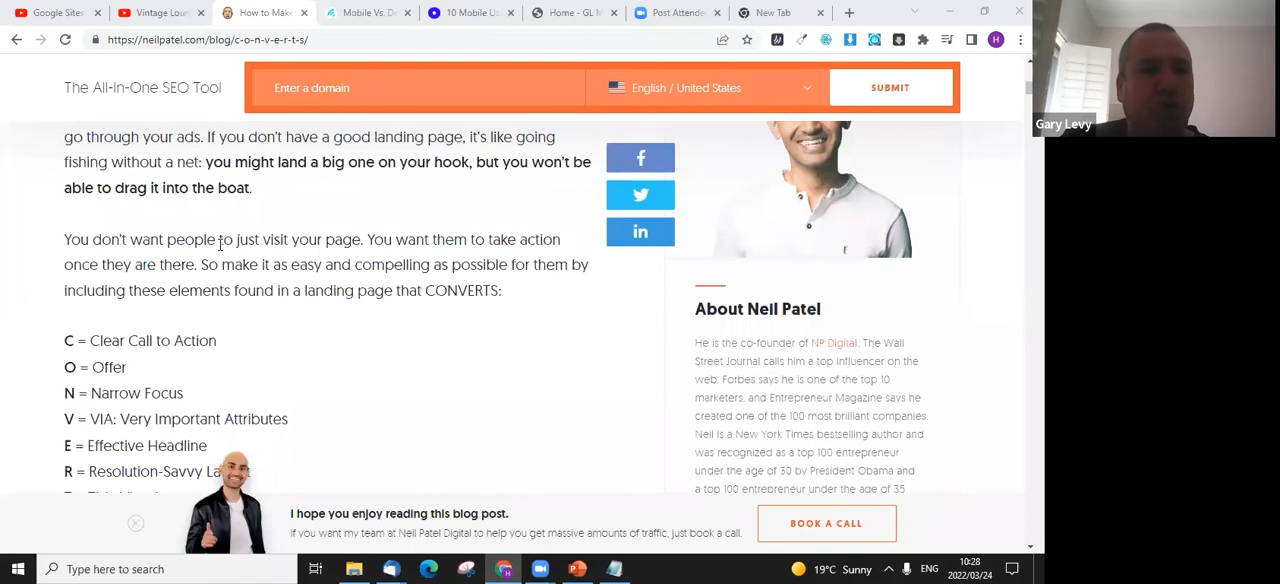 Google Sites
Vintage Loun
How to Make
Mobile Vs. De
10 Mobile Us
Home - GL M
Post Attende
New Tab
https://neilpatel.com/blog/c-o-n-v-e-r-t-s/
H
The All-In-One SEO Tool
Enter a domain
English / United States
SUBMIT
Gary Levy
go through your ads. If you don't have a good landing page, it's like going
fishing without a net: you might land a big one on your hook, but you won't be
able to drag it into the boat.
You don't want people to just visit your page. You want them to take action
once they are there. So make it as easy and compelling as possible for them by
including these elements found in a landing page that CONVERTS:
C = Clear Call to Action
O = Offer
N = Narrow Focus
V = VIA: Very Important Attributes
E = Effective Headline
R = Resolution-Savvy La
About Neil Patel
He is the co-founder of NP Digital. The Wall
Street Journal calls him a top influencer on the
web, Forbes says he is one of the top 10
marketers, and Entrepreneur Magazine says he
created one of the 100 most brilliant companies.
Neil is a New York Times bestselling author and
was recognized as a top 100 entrepreneur
under the age of 30 by President Obama and
a top 100 entrepreneur under the age of 35
I hope you enjoy reading this blog post.
If you want my team at Neil Patel Digital to help you get massive amounts of traffic, just book a call.
BOOK A CALL
Type here to search
19°C Sunny
ENG
10:28
2022/03/24